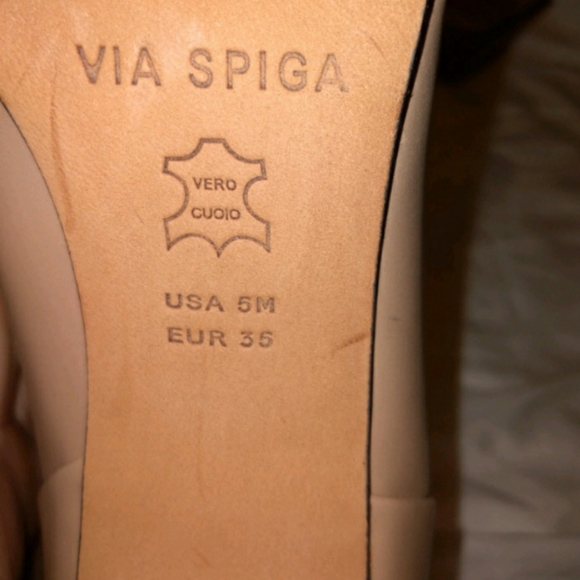 VIA SPIGA
VERO
CUOIO
USA 5M
EUR 35